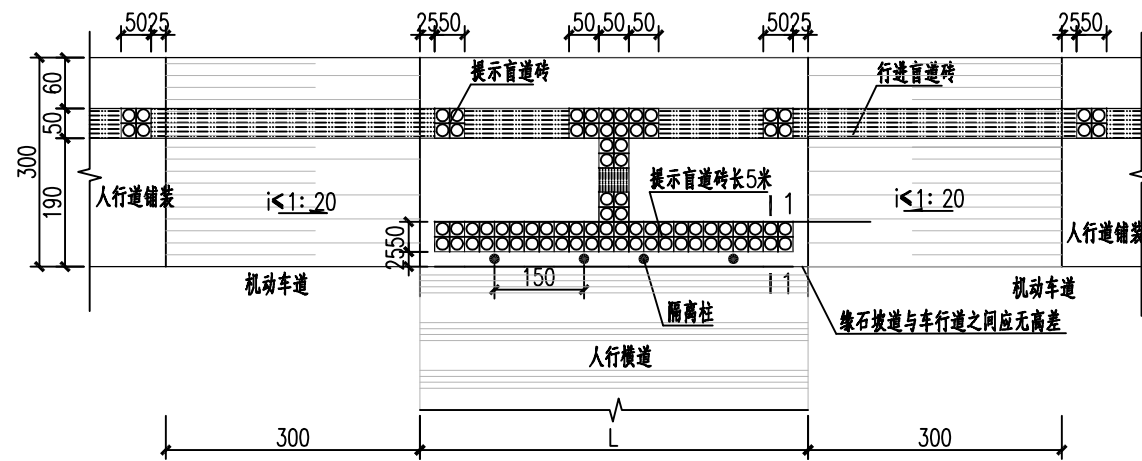 5025
2550
50
50
50
5025
2550
提示盲道砖
行进盲道砖
60
50
300
190
人行道铺装
i<1:20
提示盲道砖长5米
1
i<1:20
人行道铺装
2550
机动车道
150
1
机动车道
隔离柱
缘石坡道与车行道之间应无高差
人行横道
300
L
300